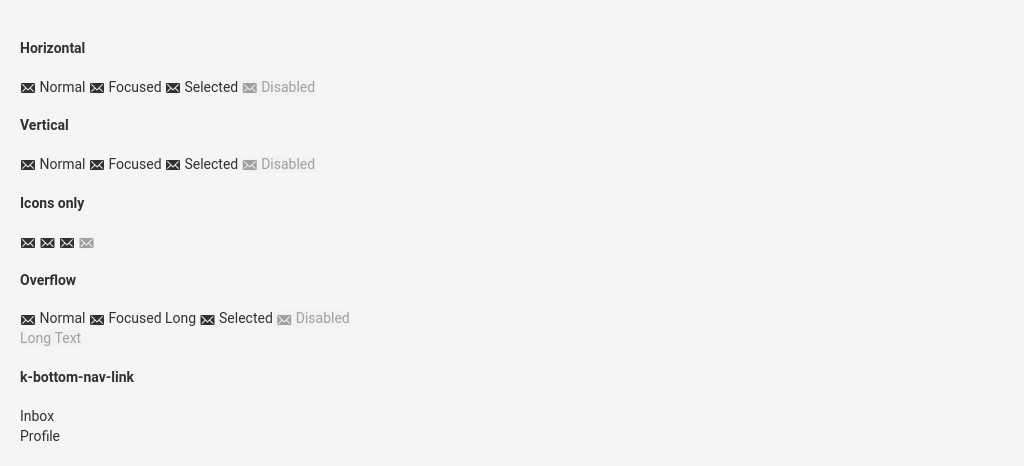 Horizontal
Normal Focused Selected Disabled
Vertical
Normal Focused Selected Disabled
Icons only
Overflow
Normal Focused Long Selected Disabled
Long Text
k-bottom-nav-link
Inbox
Profile